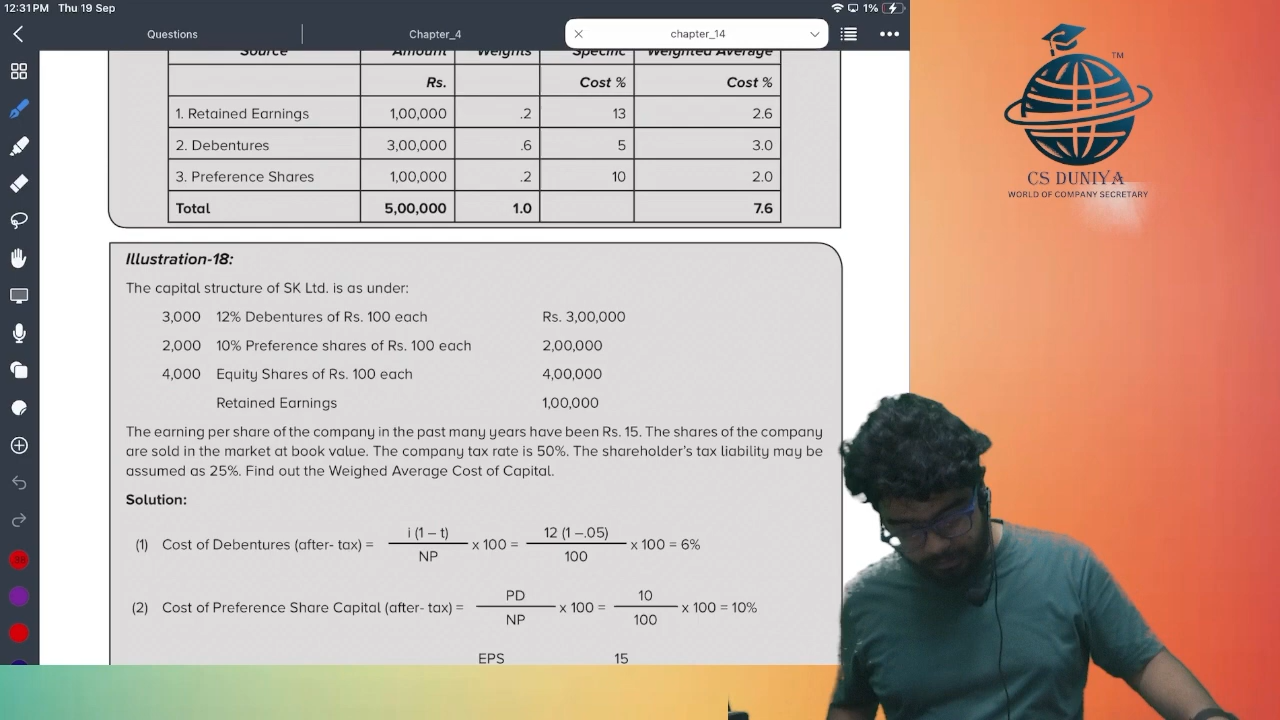 12:31 PM Thu 19 Sep
1%
Questions
Chapter_4
chapter_14
Source Amount Weights Specific Weighted Average
Rs. Cost % Cost %
1. Retained Earnings 1,00,000 .2 13 2.6
2. Debentures 3,00,000 .6 5 3.0
3. Preference Shares 1,00,000 .2 10 2.0
Total 5,00,000 1.0 7.6
Illustration-18:
The capital structure of SK Ltd. is as under:
3,000 12% Debentures of Rs. 100 each Rs. 3,00,000
2,000 10% Preference shares of Rs. 100 each 2,00,000
4,000 Equity Shares of Rs. 100 each 4,00,000
Retained Earnings 1,00,000
The earning per share of the company in the past many years have been Rs. 15. The shares of the company
are sold in the market at book value. The company tax rate is 50%. The shareholder's tax liability may be
assumed as 25%. Find out the Weighed Average Cost of Capital.
Solution:
i (1 – t) 12 (1 –.05)
(1) Cost of Debentures (after- tax) = x 100 = x 100 = 6%
NP 100
PD 10
(2) Cost of Preference Share Capital (after- tax) = x 100 = x 100 = 10%
NP 100
EPS 15
TM
CS DUNIYA
WORLD OF COMPANY SECRETARY